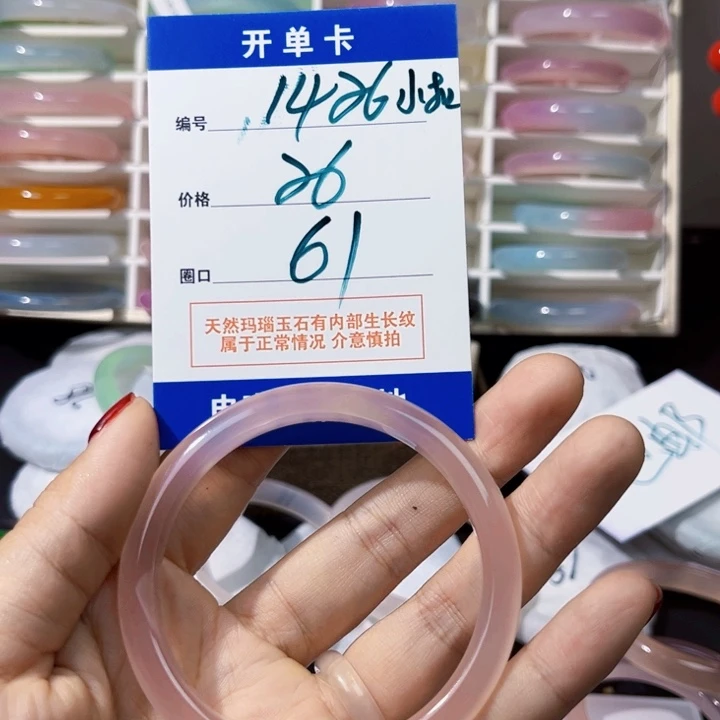 开单卡
编号 1426小龙
价格 26
圈口 61
天然玛瑙玉石有内部生长纹
属于正常情况 介意慎拍